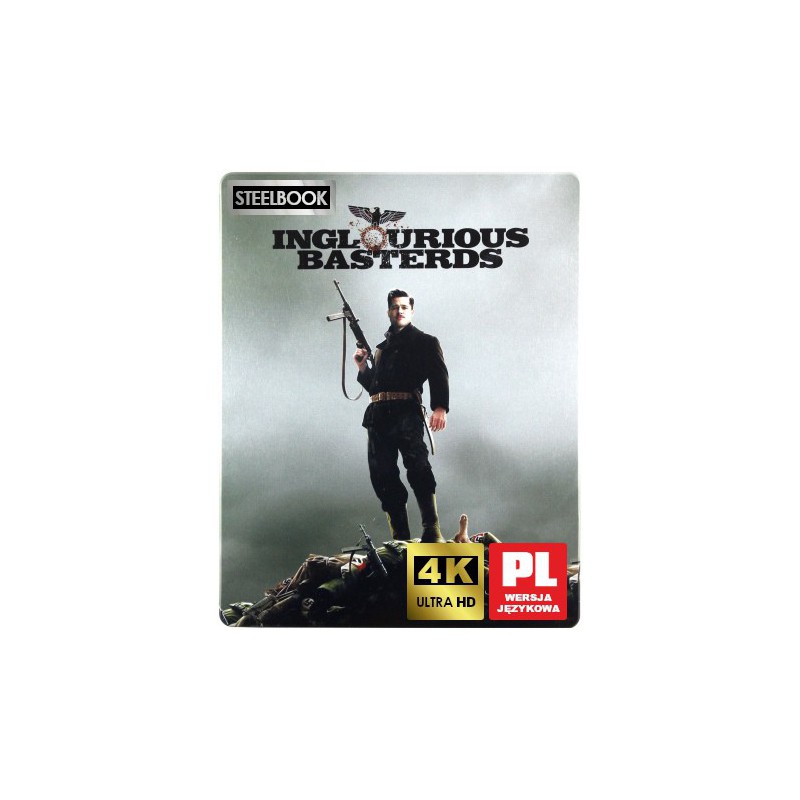 STEELBOOK
INGLOURIOUS
BASTERDS
4K
ULTRA HD
PL
WERSJA
JĘZYKOWA